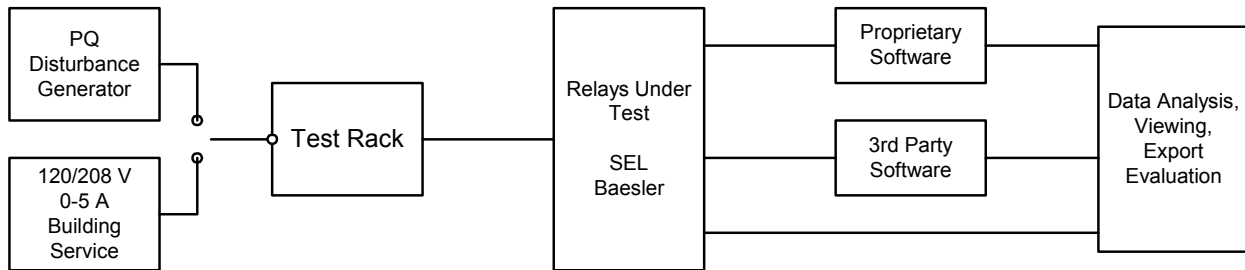 PQ
Disturbance
Generator
120/208 V
0-5 A
Building
Service
Test Rack
Relays Under
Test
SEL
Baesler
Proprietary
Software
3rd Party
Software
Data Analysis,
Viewing,
Export
Evaluation